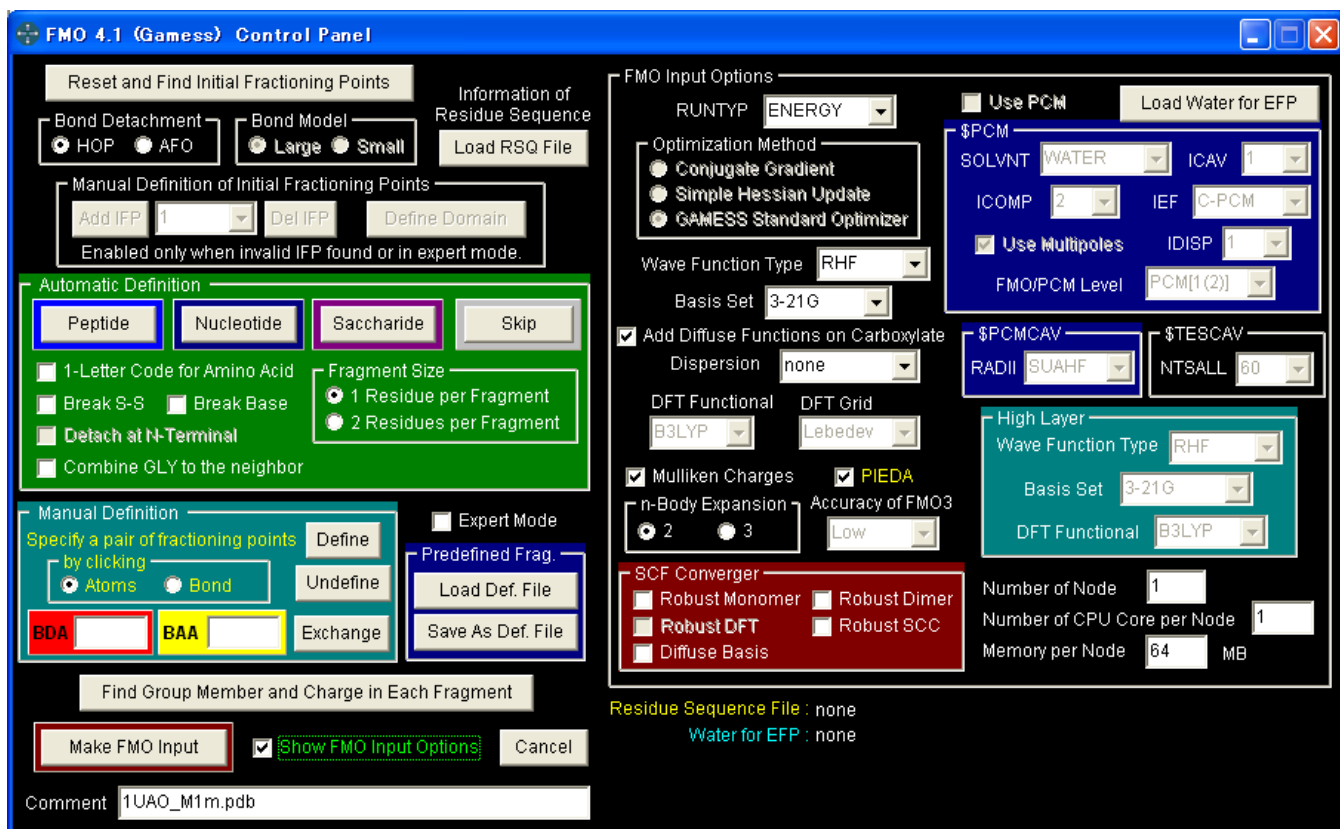 FMO 4.1 (Gamess) Control Panel
Reset and Find Initial Fractioning Points
Information of
Residue Sequence
Load RSQ File
Bond Detachment
HOP AFO
Bond Model
Large Small
Manual Definition of Initial Fractioning Points
Add IFP 1 Del IFP Define Domain
Enabled only when invalid IFP found or in expert mode.
Automatic Definition
Peptide Nucleotide Saccharide Skip
1-Letter Code for Amino Acid
Break S-S Break Base
Detach at N-Terminal
Combine GLY to the neighbor
Fragment Size
1 Residue per Fragment
2 Residues per Fragment
Manual Definition
Specify a pair of fractioning points
by clicking
Atoms Bond
Define
Undefine
BDA BAA Exchange
Expert Mode
Predefined Frag.
Load Def. File
Save As Def. File
Find Group Member and Charge in Each Fragment
Make FMO Input Show FMO Input Options Cancel
Comment 1UAO_M1m.pdb
FMO Input Options
RUNTYP ENERGY
Optimization Method
Conjugate Gradient
Simple Hessian Update
GAMESS Standard Optimizer
Wave Function Type RHF
Basis Set 3-21G
Add Diffuse Functions on Carboxylate
Dispersion none
DFT Functional DFT Grid
B3LYP Lebedev
Mulliken Charges PIEDA
n-Body Expansion
2 3
Accuracy of FMO3
Low
SCF Converger
Robust Monomer Robust Dimer
Robust DFT Robust SCC
Diffuse Basis
Use PCM Load Water for EFP
$PCM
SOLVNT WATER ICAV 1
ICOMP 2 IEF C-PCM
Use Multipoles IDISP 1
FMO/PCM Level PCM[1(2)]
$PCMCAV
RADII SUAHF
$TESCAV
NTSALL 60
High Layer
Wave Function Type RHF
Basis Set 3-21G
DFT Functional B3LYP
Number of Node 1
Number of CPU Core per Node 1
Memory per Node 64 MB
Residue Sequence File : none
Water for EFP : none